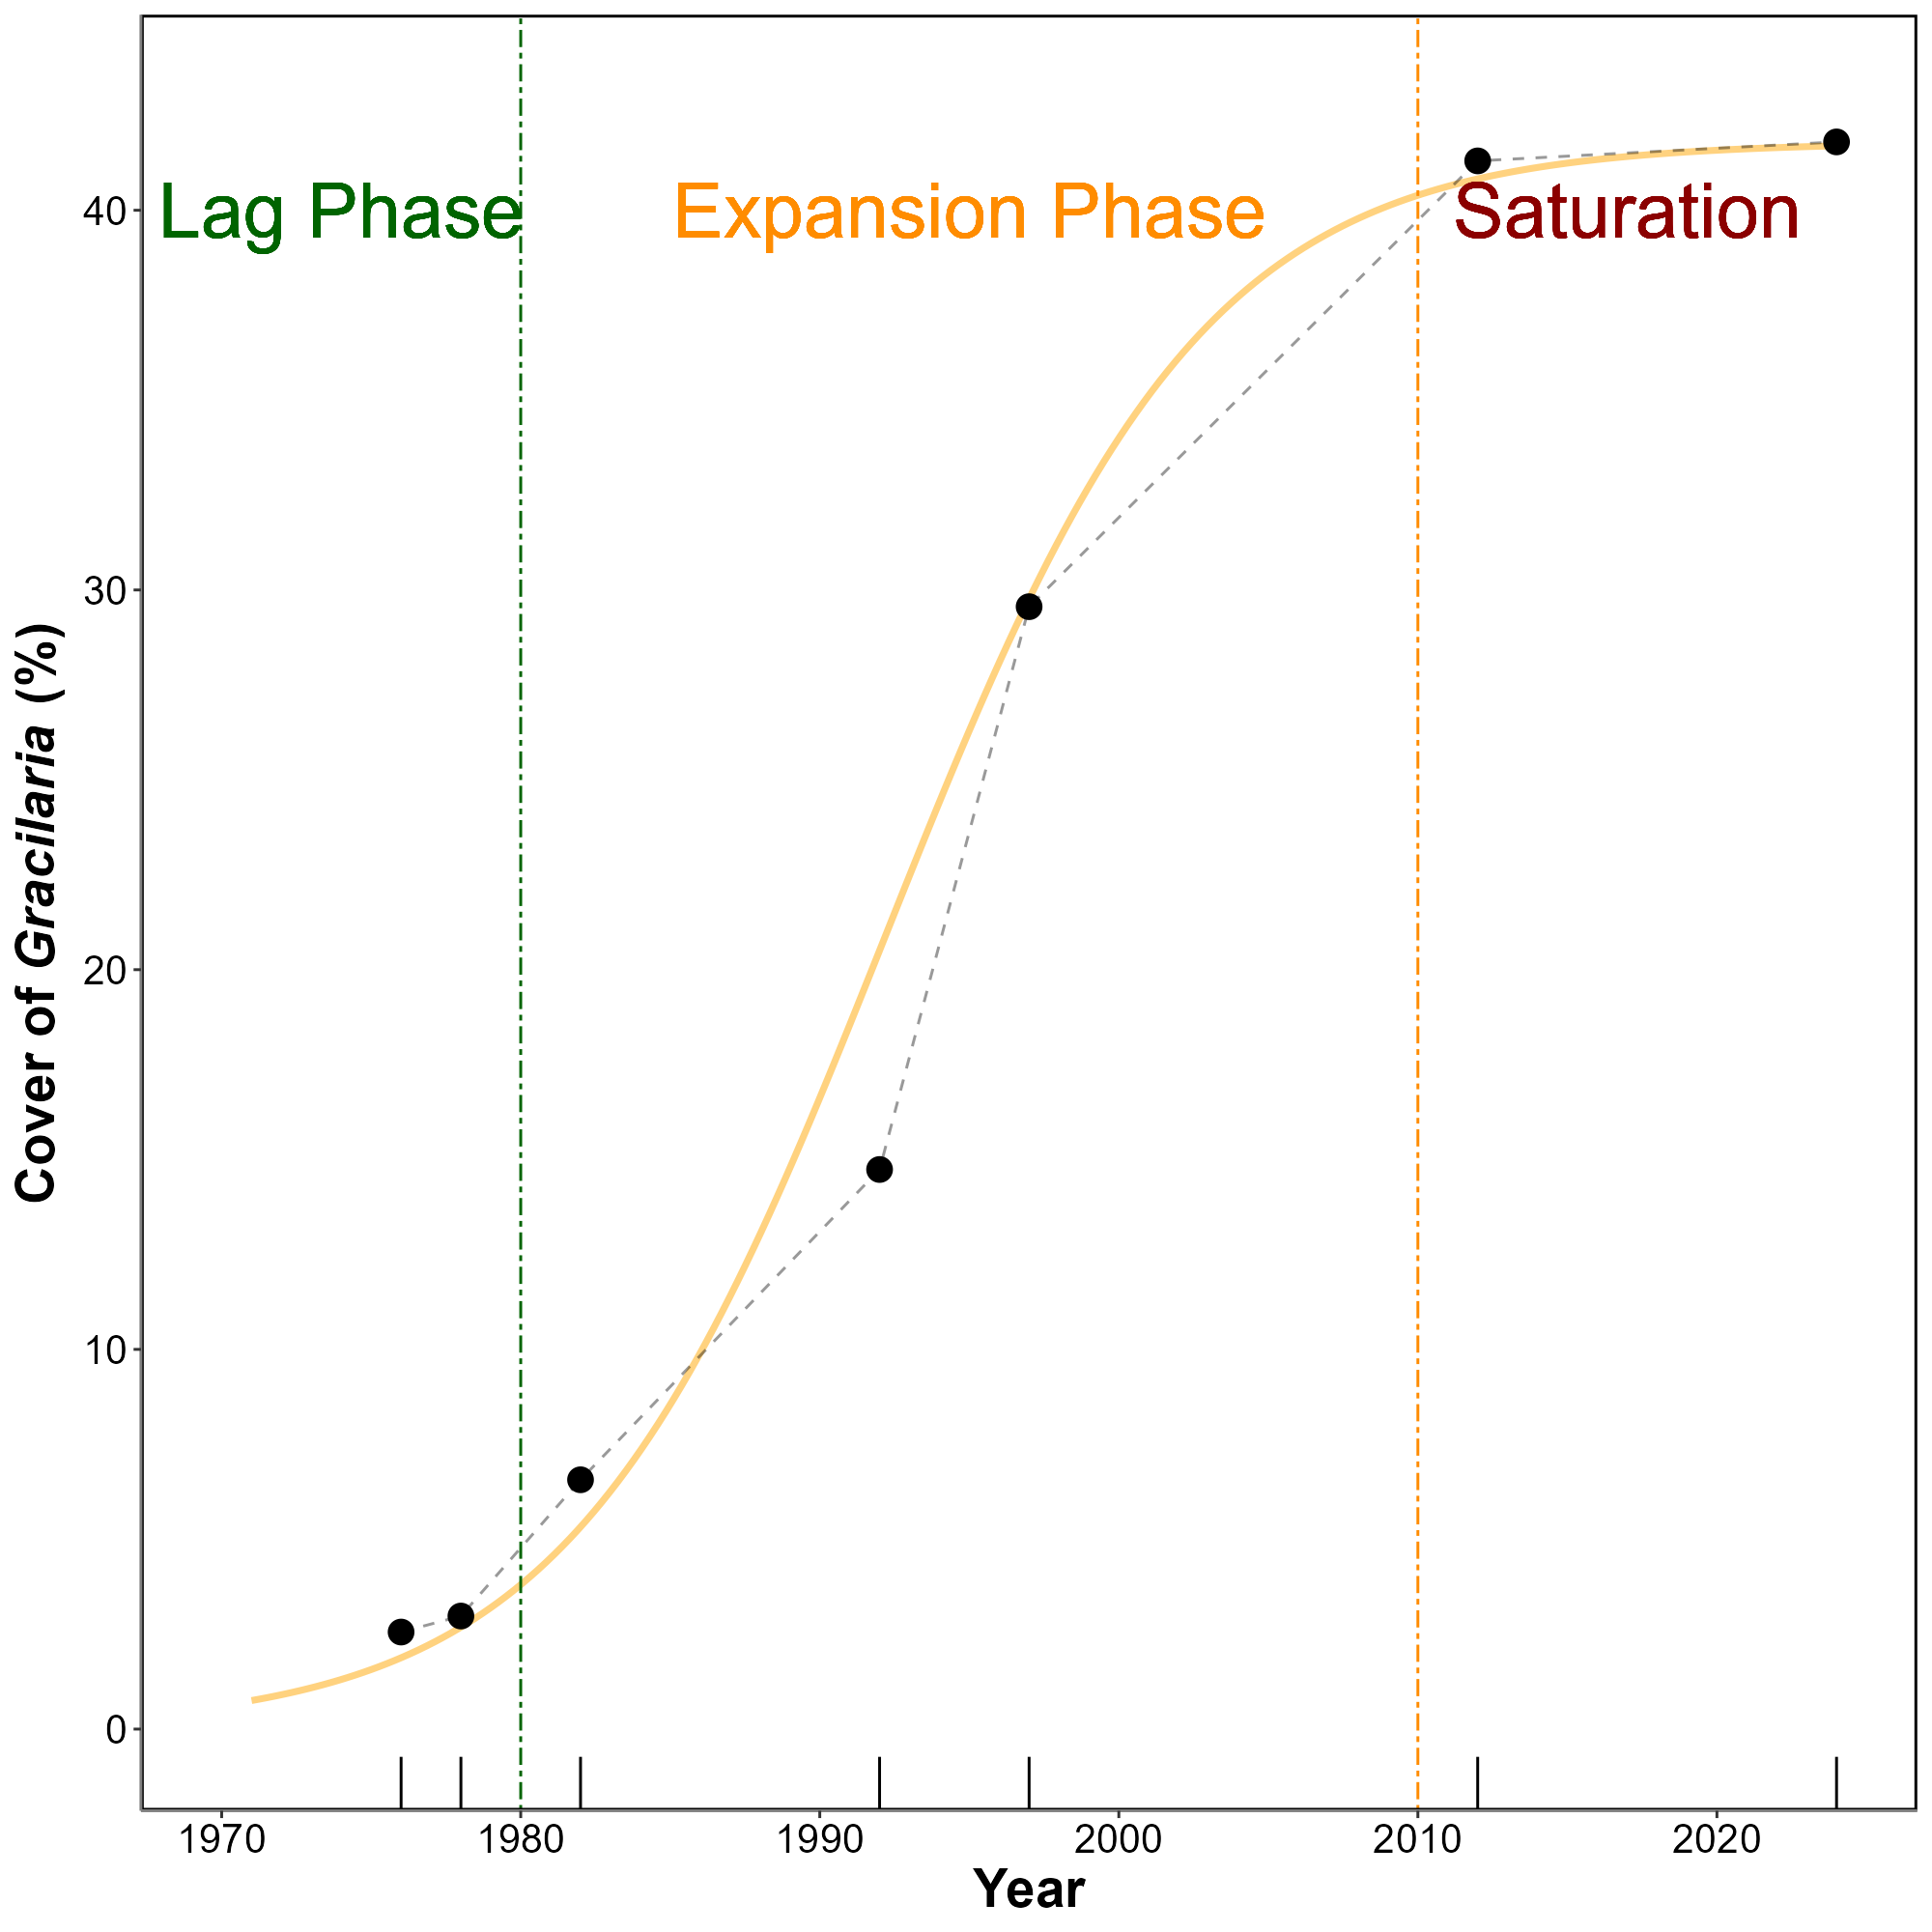 Lag Phase
Expansion Phase
Saturation
Cover of Gracilaria (%)
40
30
20
10
0
1970
1980
1990
2000
2010
2020
Year